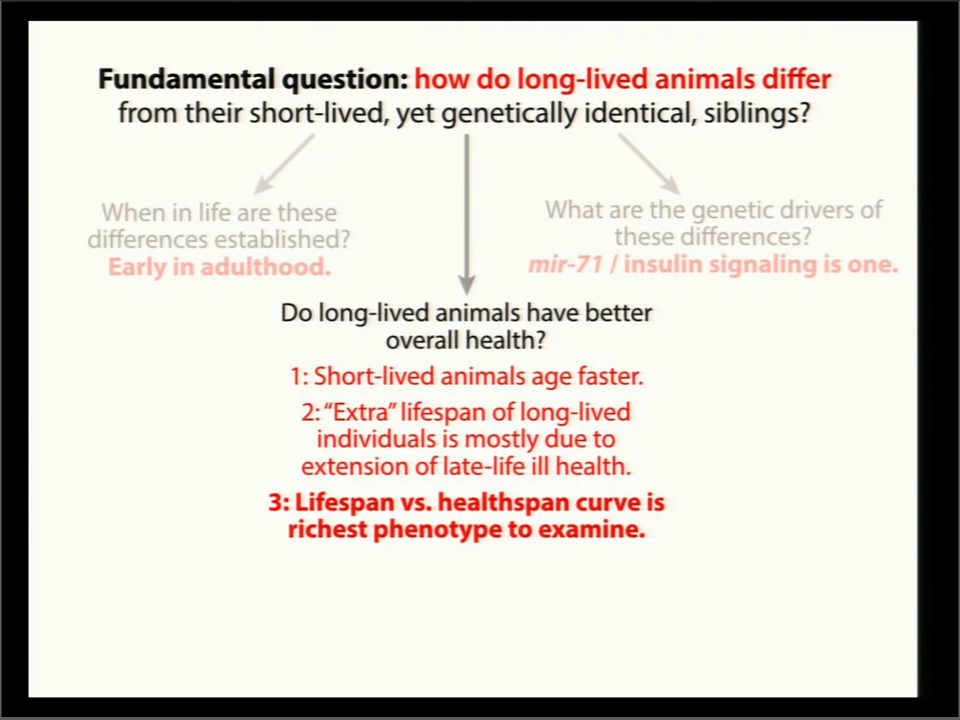 Fundamental question: how do long-lived animals differ
from their short-lived, yet genetically identical, siblings?
When in life are these
differences established?
Early in adulthood.
What are the genetic drivers of
these differences?
mir-71 / insulin signaling is one.
Do long-lived animals have better
overall health?
1: Short-lived animals age faster.
2: “Extra” lifespan of long-lived
individuals is mostly due to
extension of late-life ill health.
3: Lifespan vs. healthspan curve is
richest phenotype to examine.